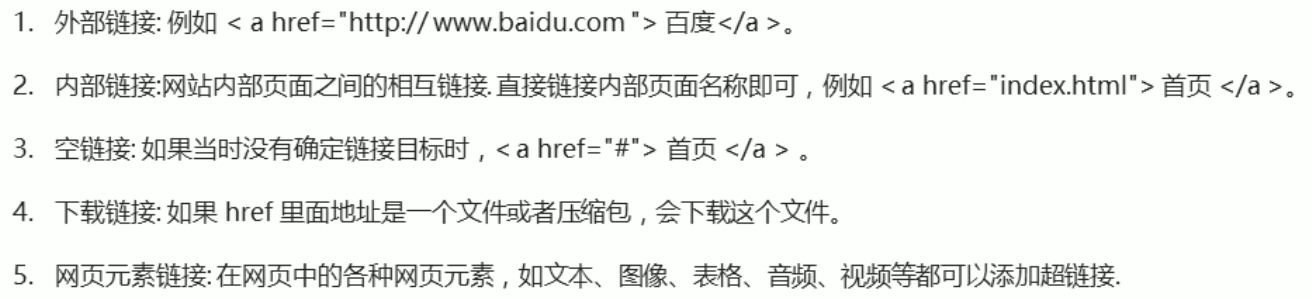 1. 外部链接: 例如 < a href="http:// www.baidu.com "> 百度</a >。
2. 内部链接:网站内部页面之间的相互链接. 直接链接内部页面名称即可，例如 < a href="index.html"> 首页 </a >。
3. 空链接: 如果当时没有确定链接目标时，< a href="#"> 首页 </a > 。
4. 下载链接: 如果 href 里面地址是一个文件或者压缩包，会下载这个文件。
5. 网页元素链接: 在网页中的各种网页元素，如文本、图像、表格、音频、视频等都可以添加超链接.